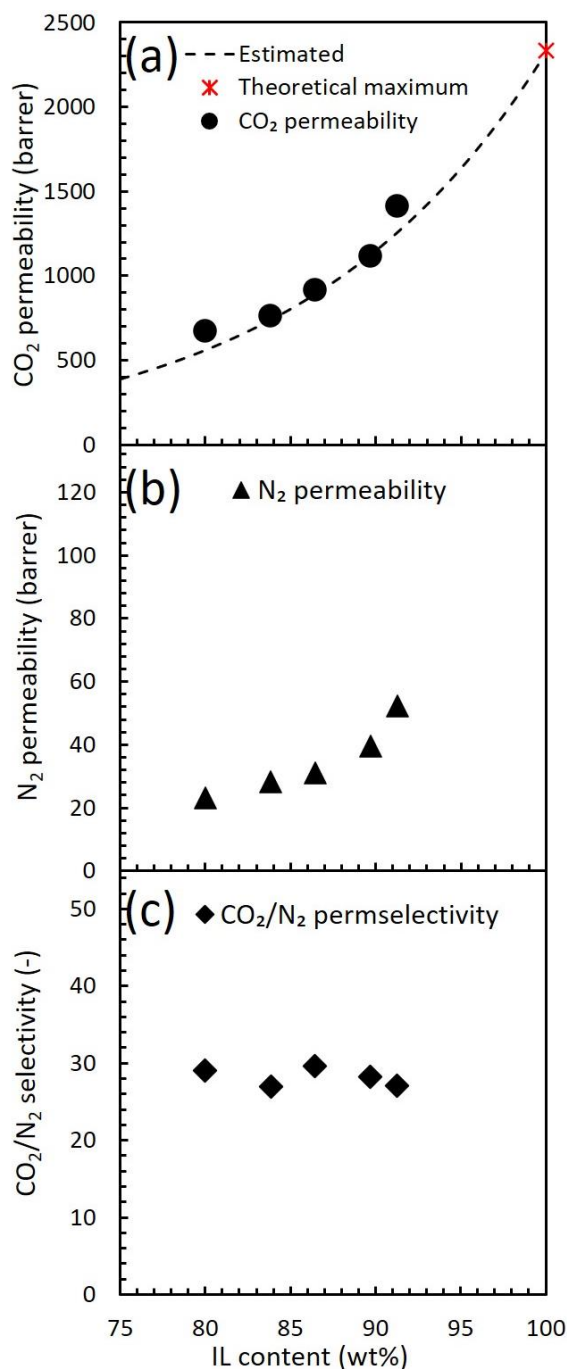 2500
(a)
Estimated
Theoretical maximum
CO₂ permeability
2000
1500
1000
500
0
CO₂ permeability (barrer)
(b)
N₂ permeability
120
100
80
60
40
20
0
N₂ permeability (barrer)
(c)
CO₂/N₂ permselectivity
50
40
30
20
10
0
CO₂/N₂ selectivity (-)
75 80 85 90 95 100
IL content (wt%)